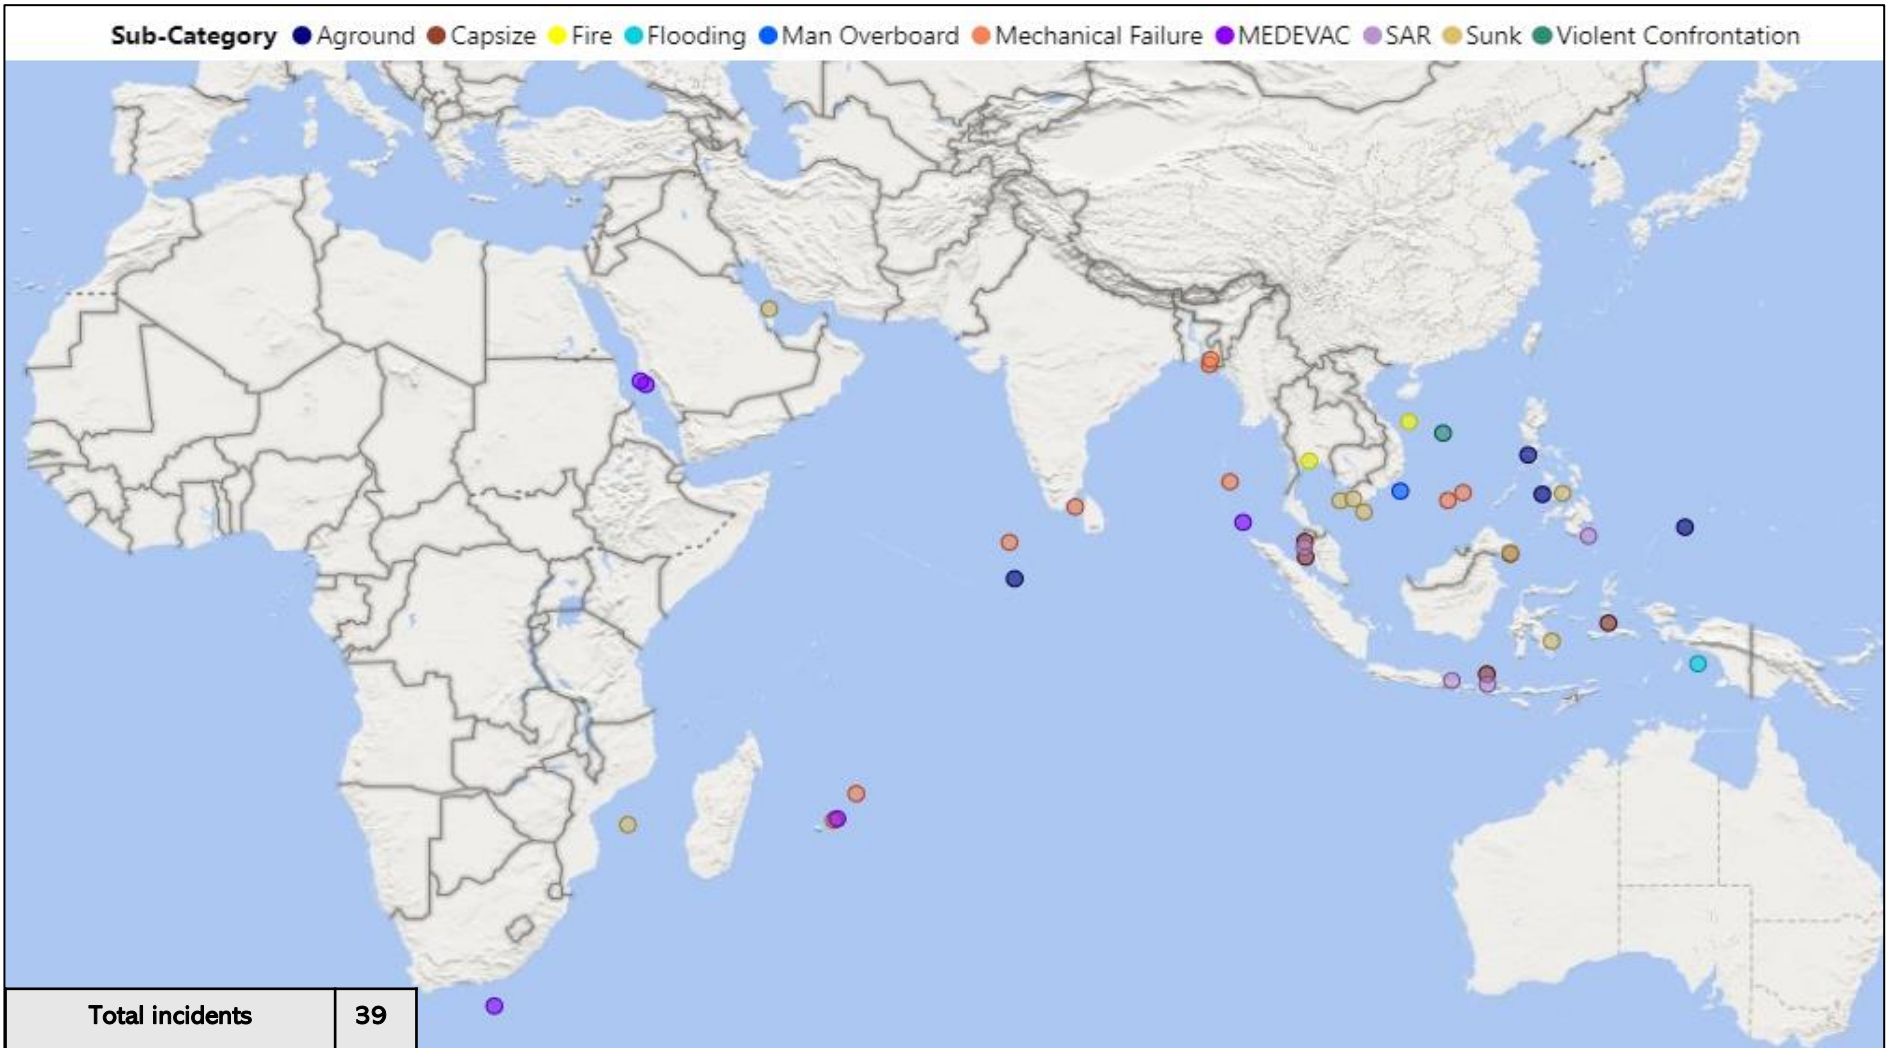 Sub-Category Aground Capsize Fire Flooding Man Overboard Mechanical Failure MEDEVAC SAR Sunk Violent Confrontation
Total incidents 39